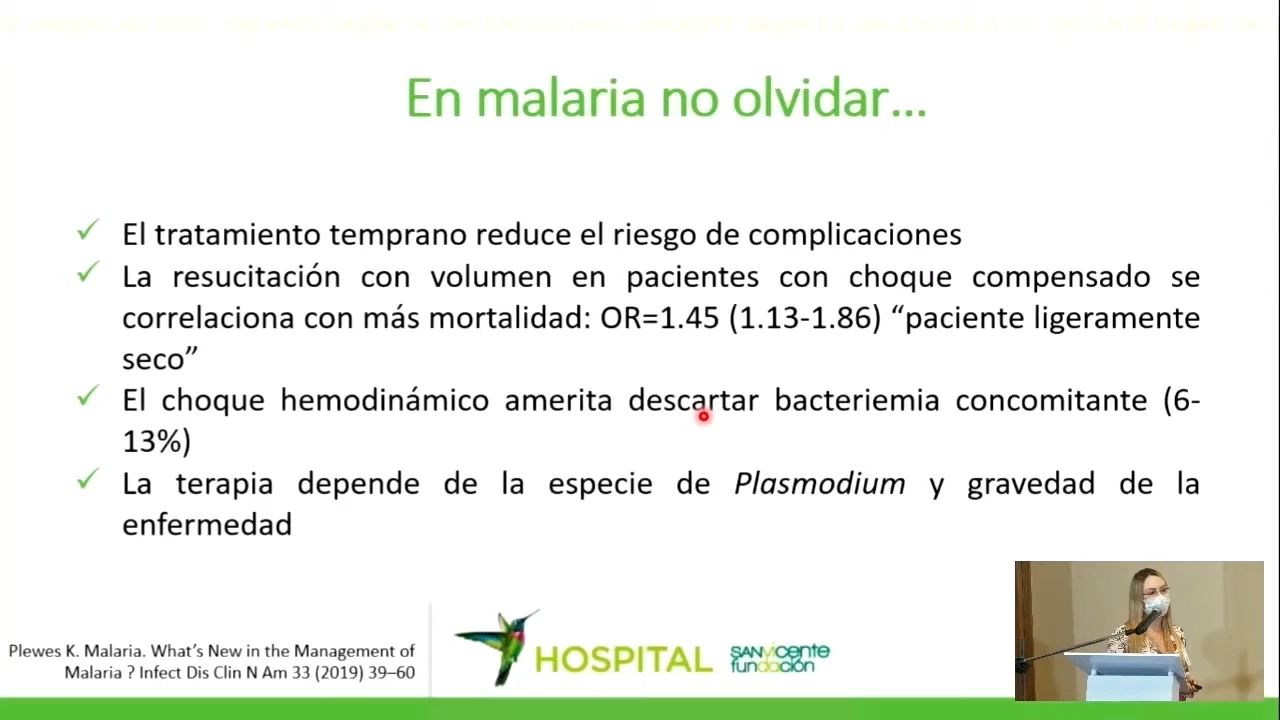 En malaria no olvidar...
✓ El tratamiento temprano reduce el riesgo de complicaciones
✓ La resucitación con volumen en pacientes con choque compensado se
correlaciona con más mortalidad: OR=1.45 (1.13-1.86) “paciente ligeramente
seco”
✓ El choque hemodinámico amerita descartar bacteriemia concomitante (6-
13%)
✓ La terapia depende de la especie de Plasmodium y gravedad de la
enfermedad
Plewes K. Malaria. What’s New in the Management of
Malaria ? Infect Dis Clin N Am 33 (2019) 39–60
HOSPITAL
SANVICENTE
fundación